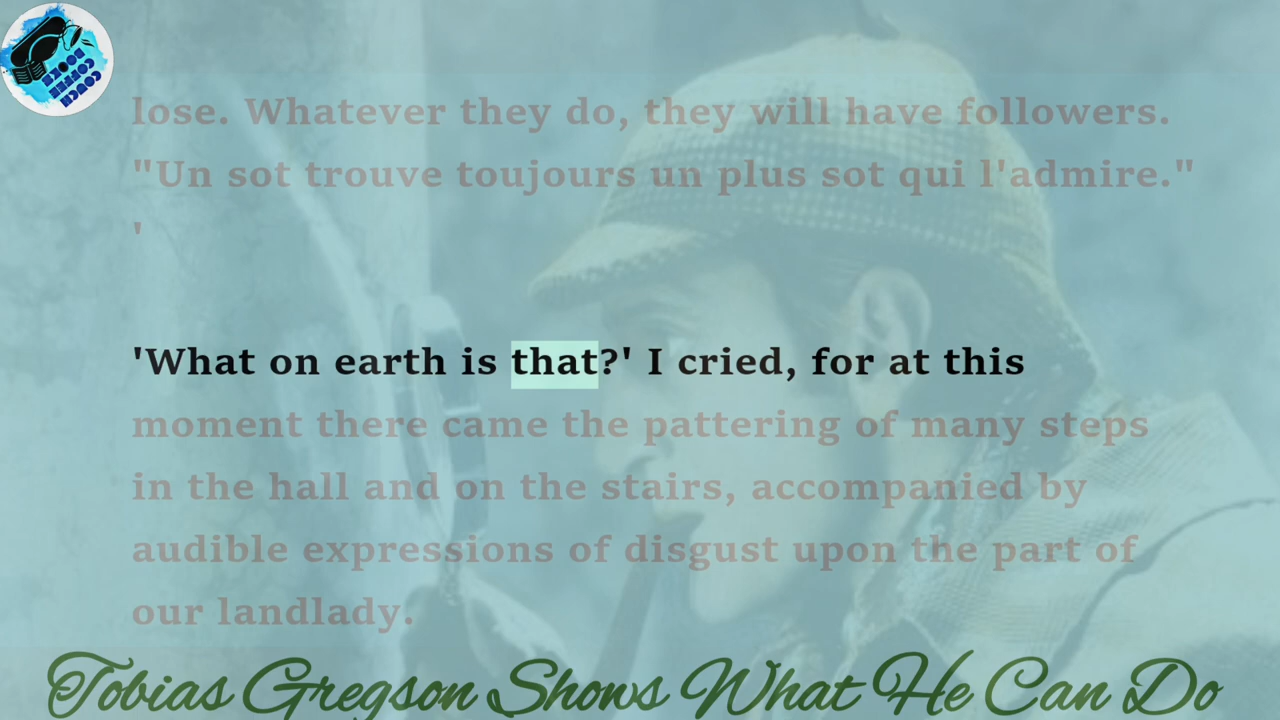 lose. Whatever they do, they will have followers.
"Un sot trouve toujours un plus sot qui l'admire."
'
'What on earth is that?' I cried, for at this
moment there came the pattering of many steps
in the hall and on the stairs, accompanied by
audible expressions of disgust upon the part of
our landlady.
Tobias Gregson Shows What He Can Do
COUCH
COFFEE
BOOKS